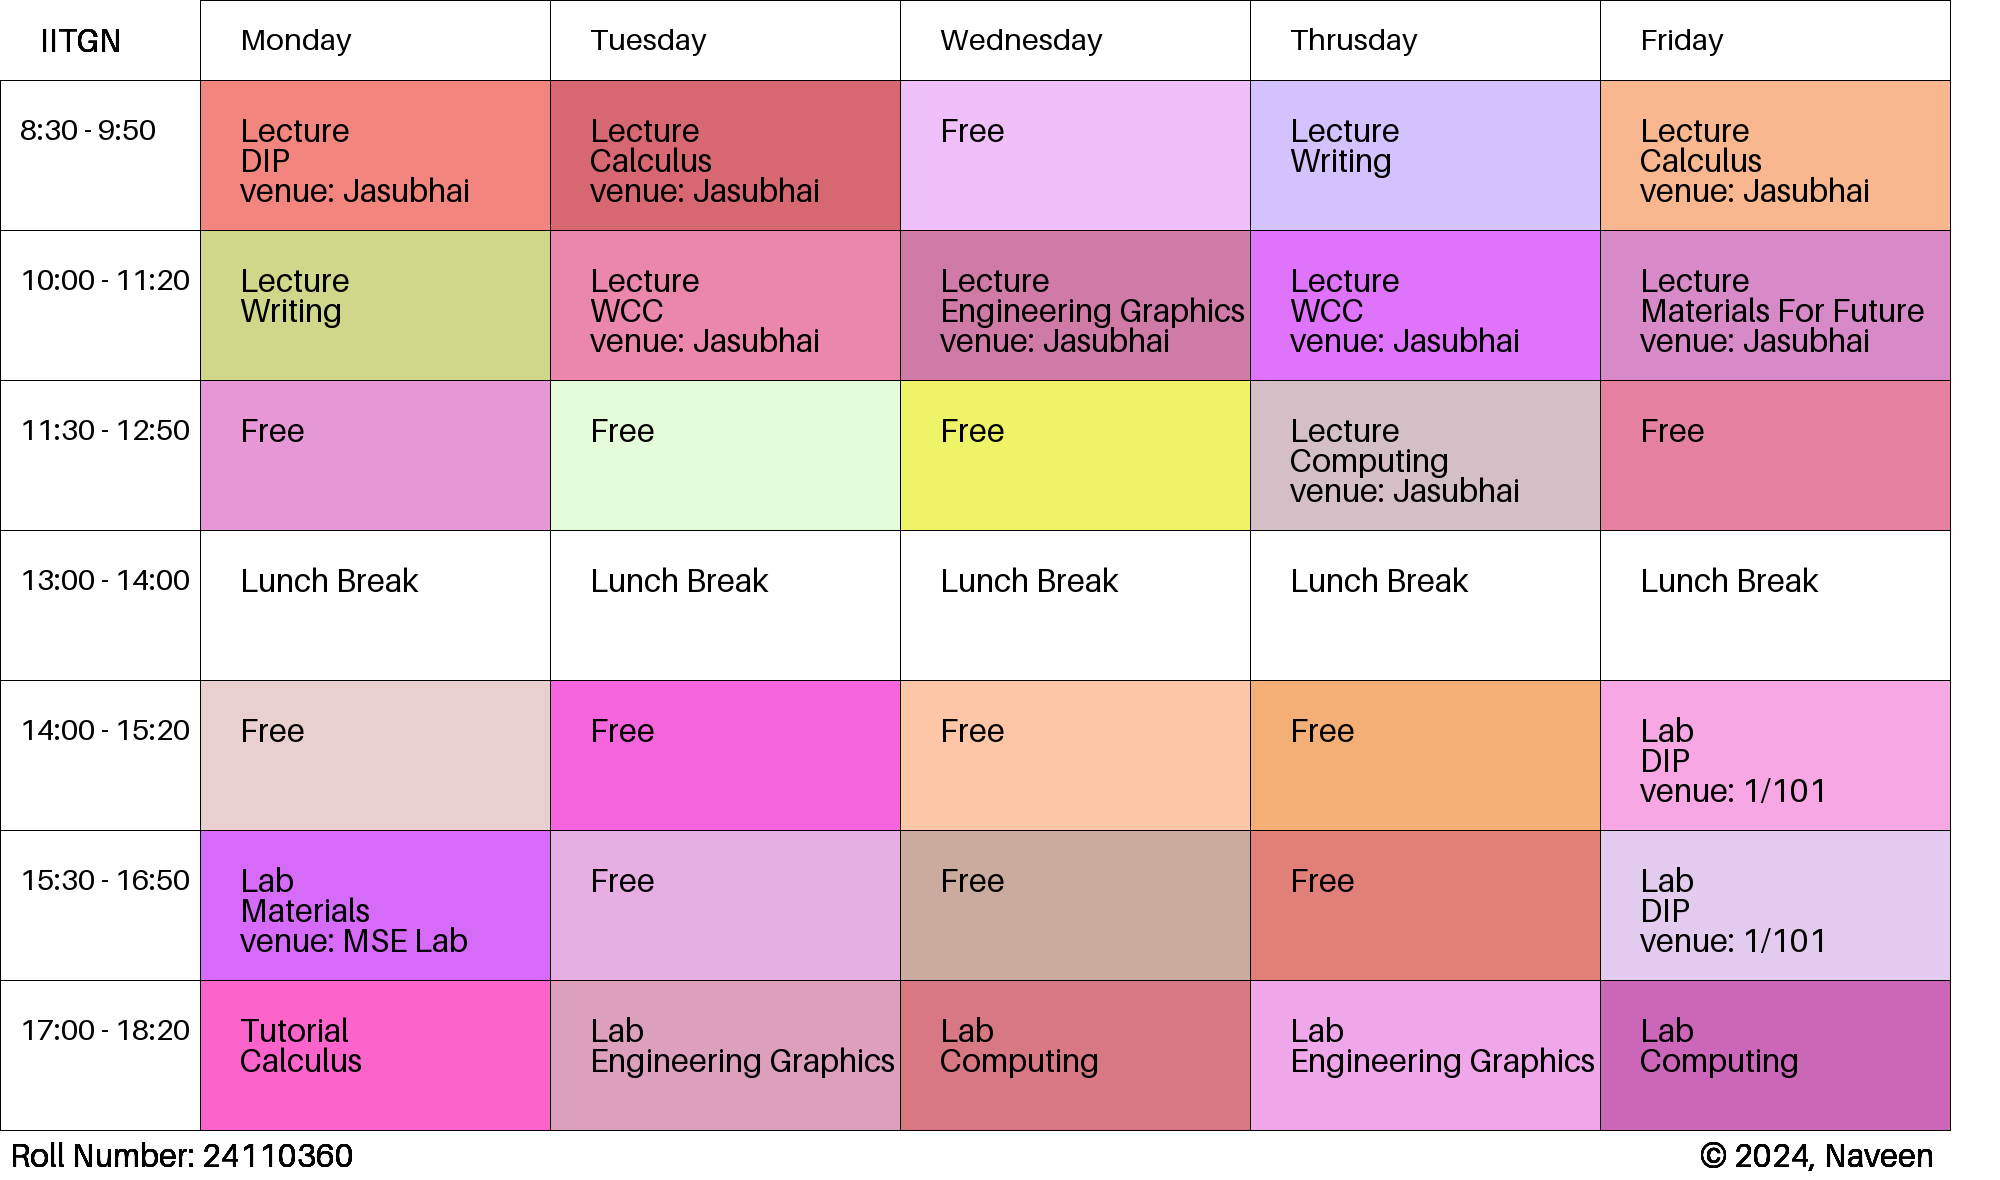 IITGN Monday Tuesday Wednesday Thrusday Friday
8:30 - 9:50
Lecture
DIP
venue: Jasubhai
Lecture
Calculus
venue: Jasubhai
Free
Lecture
Writing
Lecture
Calculus
venue: Jasubhai
10:00 - 11:20
Lecture
Writing
Lecture
WCC
venue: Jasubhai
Lecture
Engineering Graphics
venue: Jasubhai
Lecture
WCC
venue: Jasubhai
Lecture
Materials For Future
venue: Jasubhai
11:30 - 12:50
Free
Free
Free
Lecture
Computing
venue: Jasubhai
Free
13:00 - 14:00
Lunch Break
Lunch Break
Lunch Break
Lunch Break
Lunch Break
14:00 - 15:20
Free
Free
Free
Free
Lab
DIP
venue: 1/101
15:30 - 16:50
Lab
Materials
venue: MSE Lab
Free
Free
Free
Lab
DIP
venue: 1/101
17:00 - 18:20
Tutorial
Calculus
Lab
Engineering Graphics
Lab
Computing
Lab
Engineering Graphics
Lab
Computing
Roll Number: 24110360
© 2024, Naveen